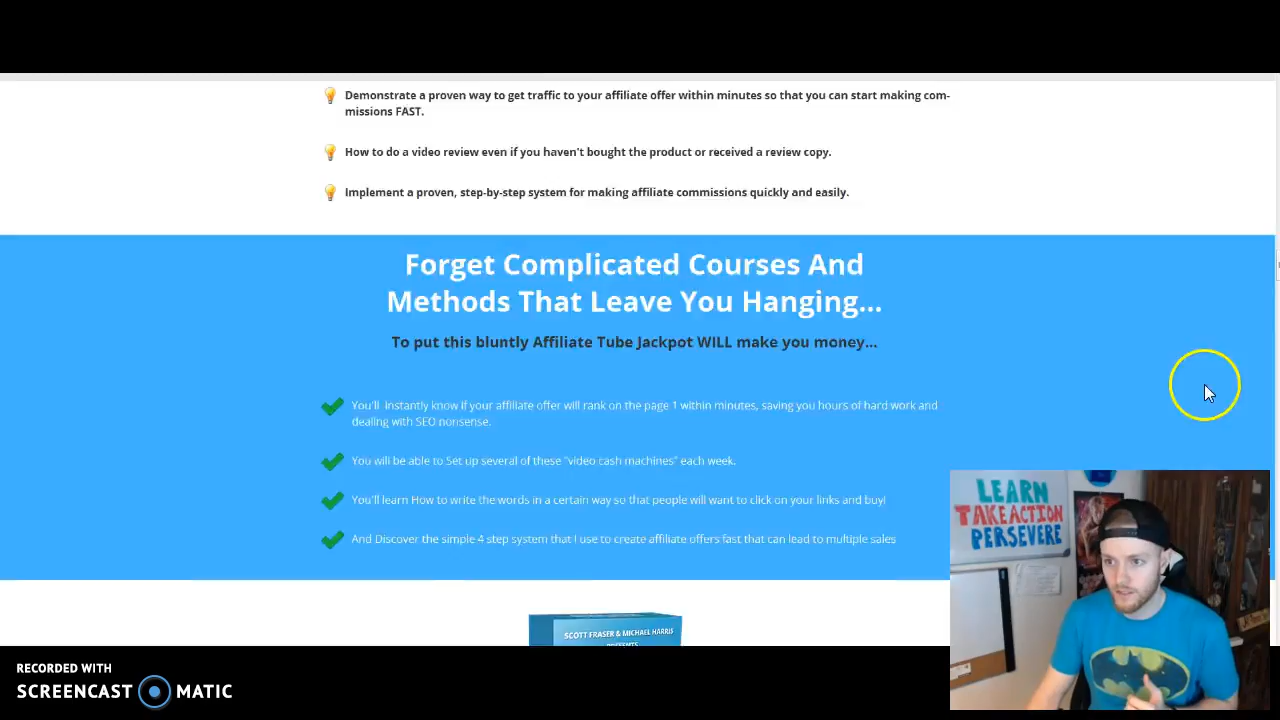 Demonstrate a proven way to get traffic to your affiliate offer within minutes so that you can start making com-
missions FAST.
How to do a video review even if you haven't bought the product or received a review copy.
Implement a proven, step-by-step system for making affiliate commissions quickly and easily.
Forget Complicated Courses And
Methods That Leave You Hanging...
To put this bluntly Affiliate Tube Jackpot WILL make you money...
You'll instantly know if your affiliate offer will rank on the page 1 within minutes, saving you hours of hard work and
dealing with SEO nonsense.
You will be able to Set up several of these "video cash machines" each week.
You'll learn How to write the words in a certain way so that people will want to click on your links and buy!
And Discover the simple 4 step system that I use to create affiliate offers fast that can lead to multiple sales
SCOTT FRASER & MICHAEL HARRIS
LEARN
TAKE ACTION
PERSEVERE
RECORDED WITH
SCREENCAST MATIC